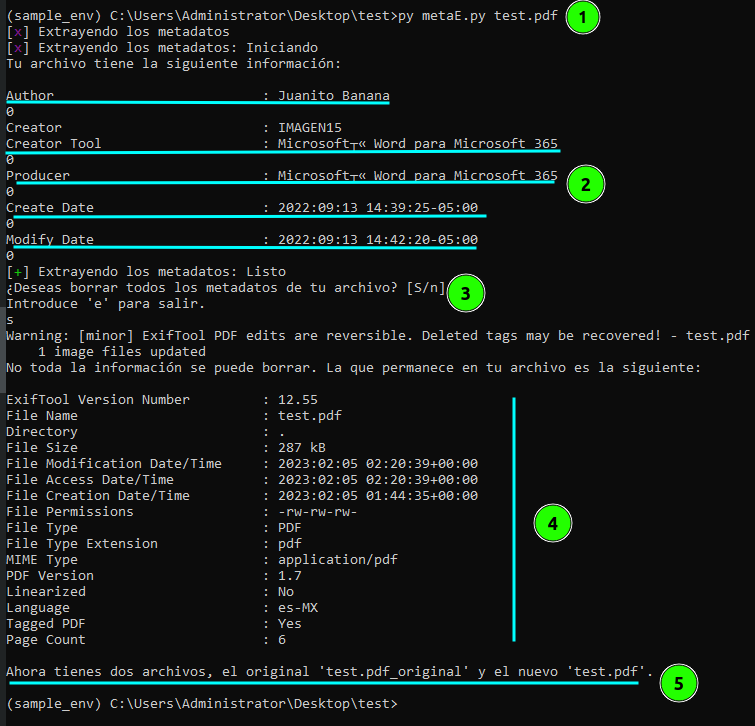 (sample_env) C:\Users\Administrator\Desktop\test>py metaE.py test.pdf 1
[x] Extrayendo los metadatos
[x] Extrayendo los metadatos: Iniciando
Tu archivo tiene la siguiente información:
Author : Juanito Banana
0
Creator : IMAGEN15
Creator Tool : Microsoft┬« Word para Microsoft 365
0
Producer : Microsoft┬« Word para Microsoft 365 2
0
Create Date : 2022:09:13 14:39:25-05:00
0
Modify Date : 2022:09:13 14:42:20-05:00
0
[+] Extrayendo los metadatos: Listo
¿Deseas borrar todos los metadatos de tu archivo? [S/n] 3
Introduce 'e' para salir.
s
Warning: [minor] ExifTool PDF edits are reversible. Deleted tags may be recovered! - test.pdf
1 image files updated
No toda la información se puede borrar. La que permanece en tu archivo es la siguiente:
ExifTool Version Number : 12.55
File Name : test.pdf
Directory : .
File Size : 287 kB
File Modification Date/Time : 2023:02:05 02:20:39+00:00
File Access Date/Time : 2023:02:05 02:20:39+00:00
File Creation Date/Time : 2023:02:05 01:44:35+00:00
File Permissions : -rw-rw-rw-
File Type : PDF 4
File Type Extension : pdf
MIME Type : application/pdf
PDF Version : 1.7
Linearized : No
Language : es-MX
Tagged PDF : Yes
Page Count : 6
Ahora tienes dos archivos, el original 'test.pdf_original' y el nuevo 'test.pdf'. 5
(sample_env) C:\Users\Administrator\Desktop\test>